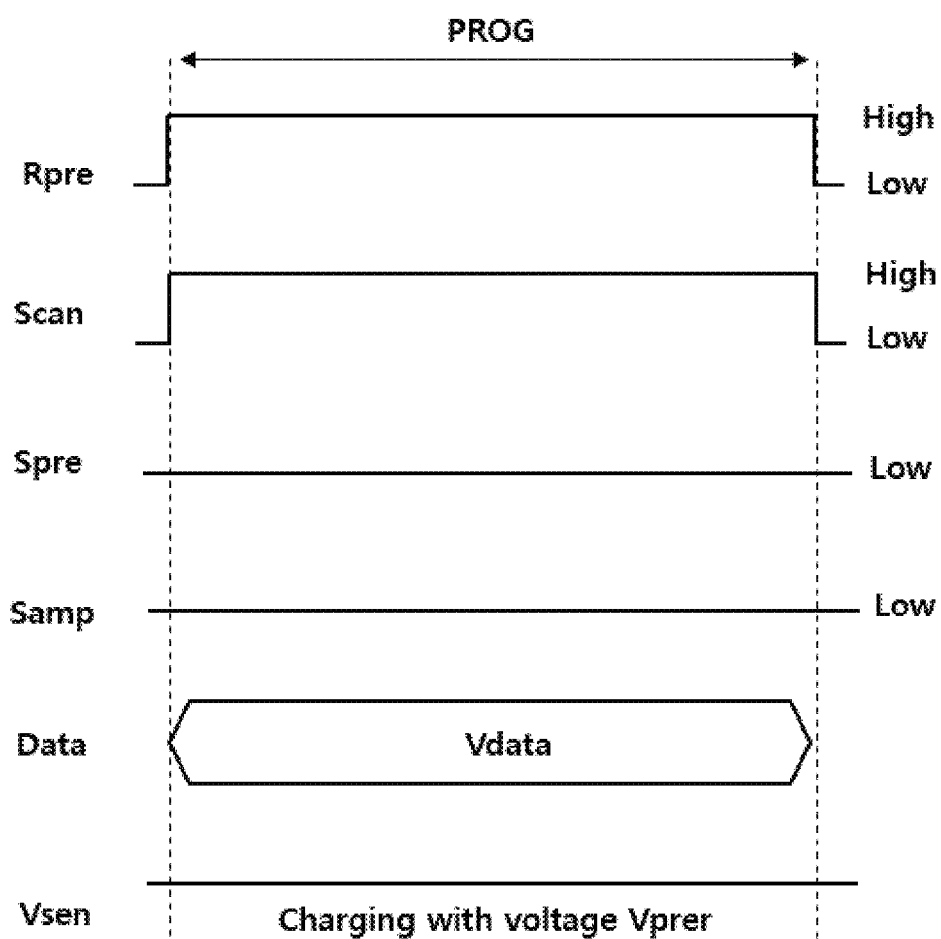 PROG
High
Rpre
Low
High
Scan
Low
Spre
Low
Samp
Low
Data
Vdata
Vsen
Charging with voltage Vprer